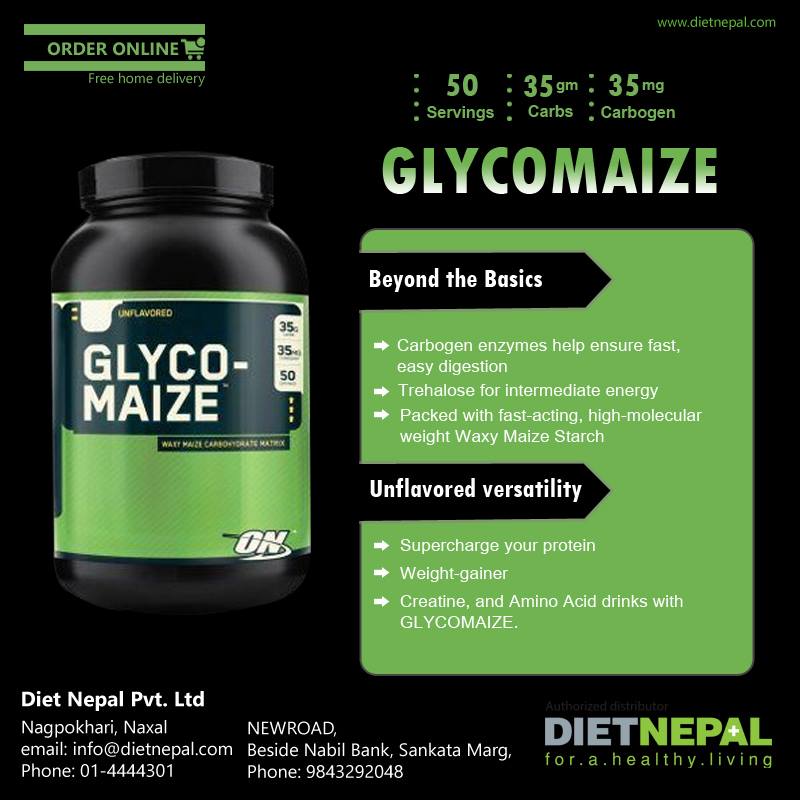 www.dietnepal.com
ORDER ONLINE
Free home delivery
50 35gm 35mg
Servings Carbs Carbogen
GLYCOMAIZE
Beyond the Basics
Carbogen enzymes help ensure fast,
easy digestion
Trehalose for intermediate energy
Packed with fast-acting, high-molecular
weight Waxy Maize Starch
Unflavored versatility
Supercharge your protein
Weight-gainer
Creatine, and Amino Acid drinks with
GLYCOMAIZE.
UNFLAVORED
35G
35MG
50
GLYCO-
MAIZE™
WAXY MAIZE CARBOHYDRATE MATRIX
ON
Diet Nepal Pvt. Ltd
Nagpokhari, Naxal
email: info@dietnepal.com
Phone: 01-4444301
NEWROAD,
Beside Nabil Bank, Sankata Marg,
Phone: 9843292048
Authorized distributor
DIETNEPAL
for.a.healthy.living